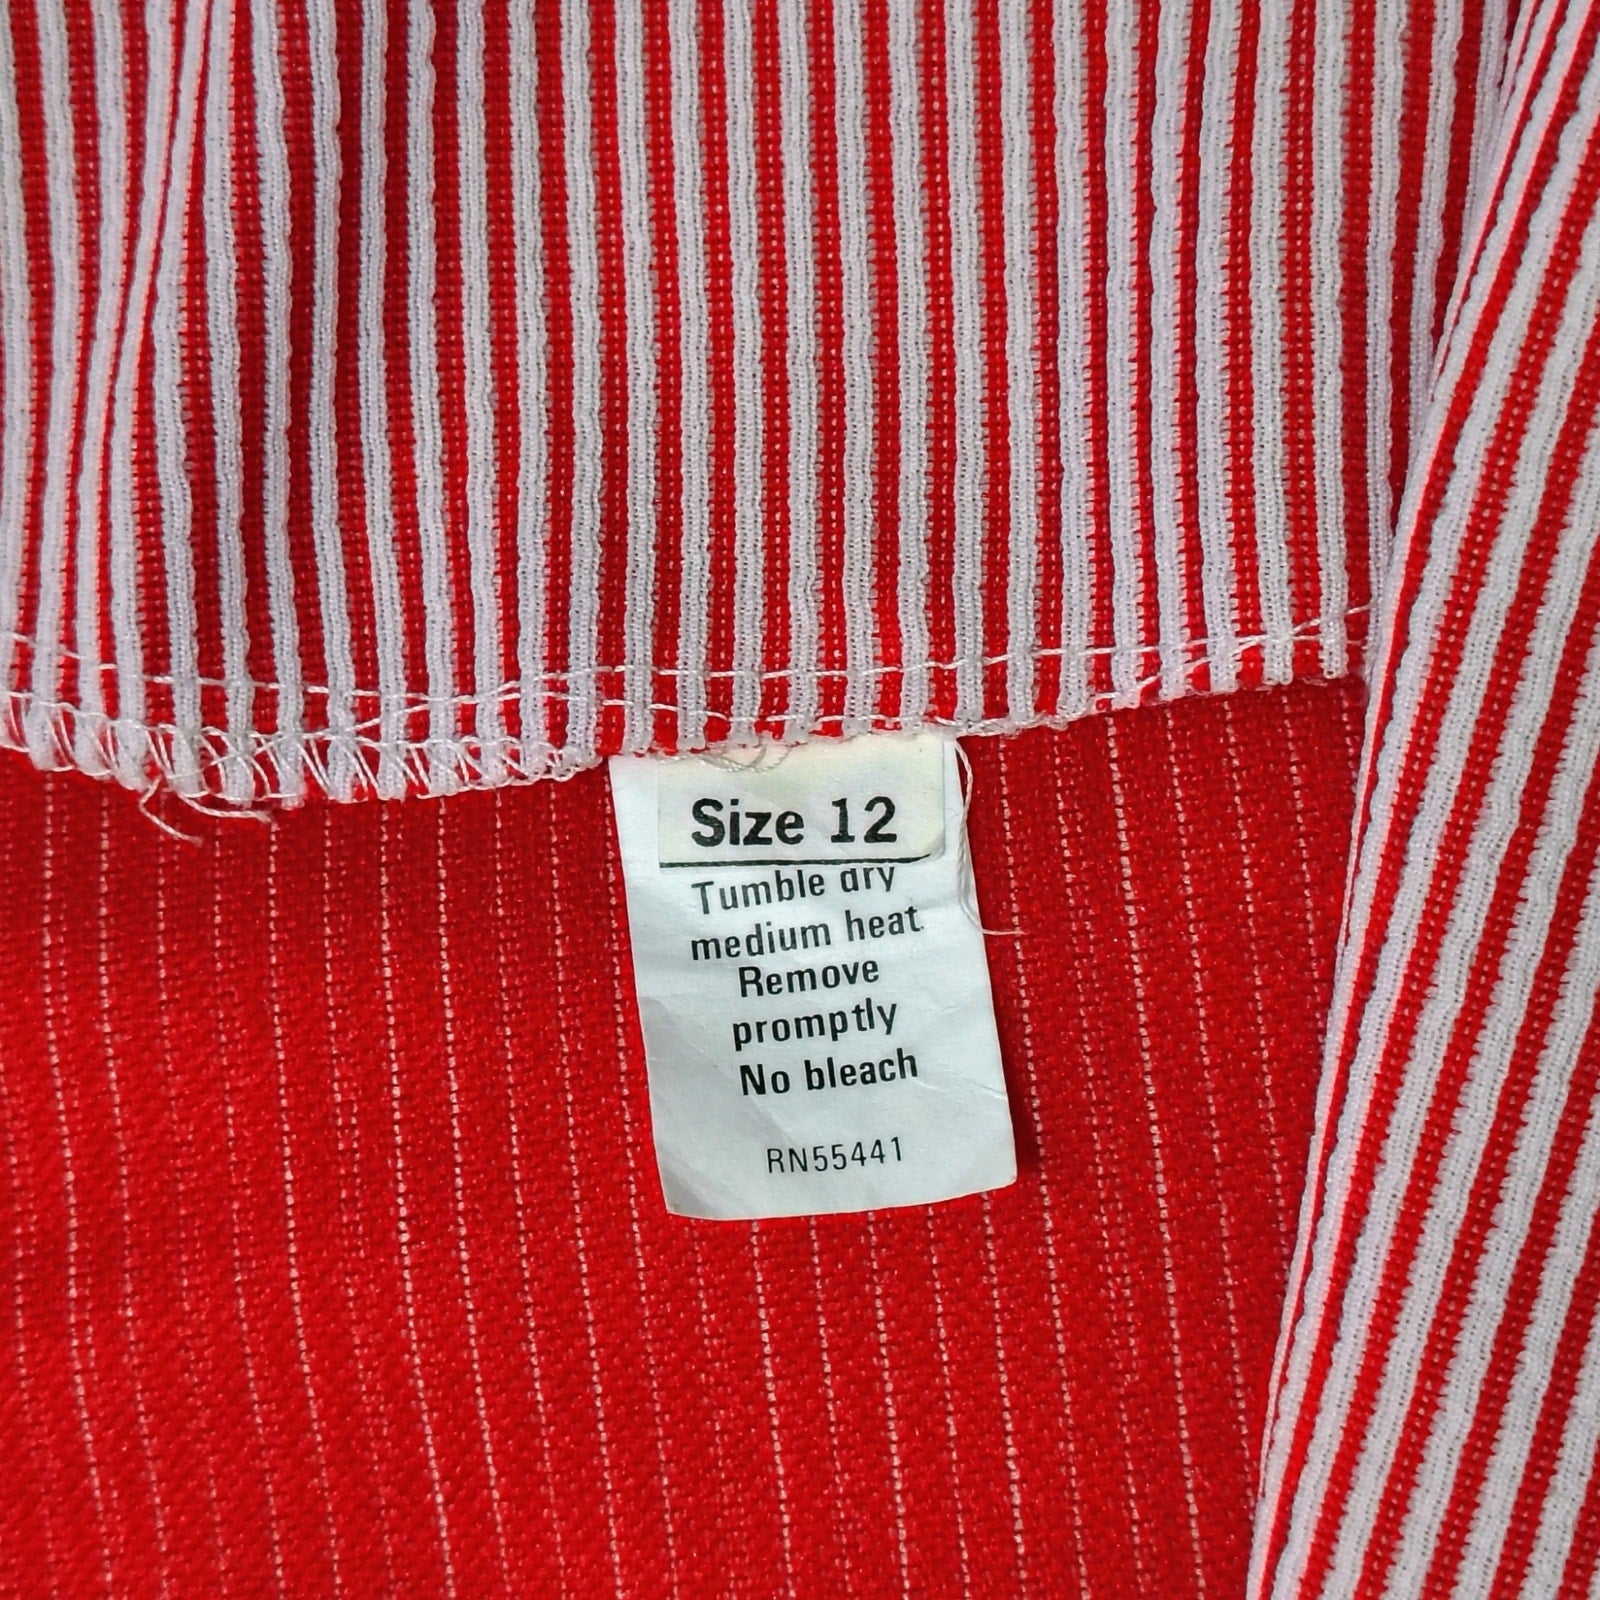 Size 12
Tumble dry
medium heat.
Remove
promptly
No bleach
RN55441